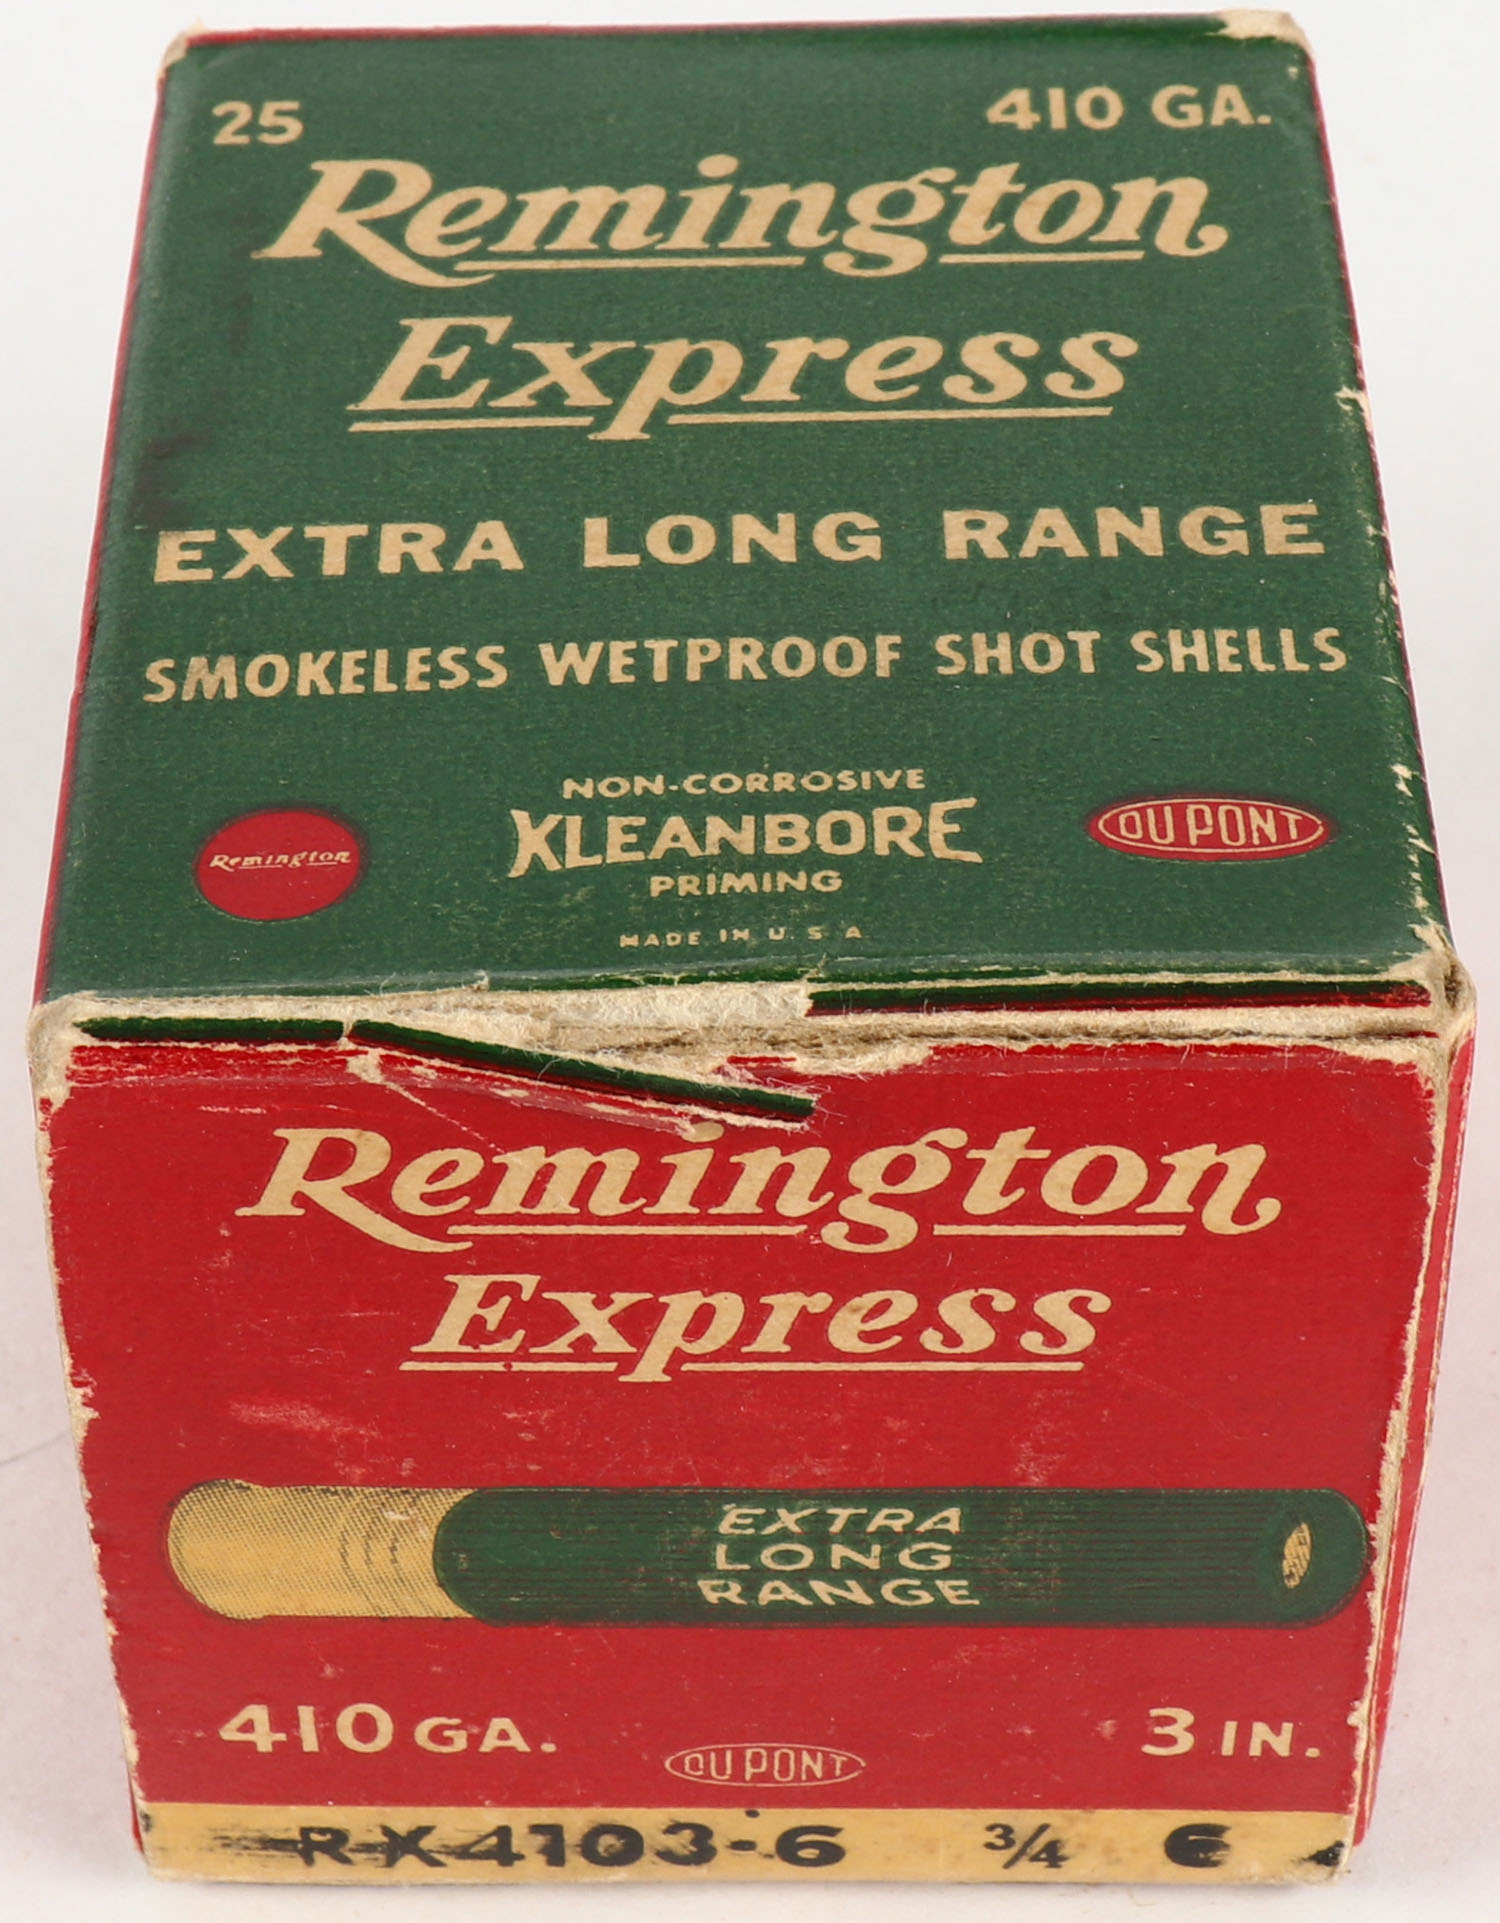 25 410 GA.
Remington
Express
EXTRA LONG RANGE
SMOKELESS WETPROOF SHOT SHELLS
NON-CORROSIVE
KLEANBORE
PRIMING
Remington
DU PONT
MADE IN U.S.A
Remington
Express
EXTRA
LONG
RANGE
410 GA. 3 IN.
DU PONT
RX4103-6 3/4 6